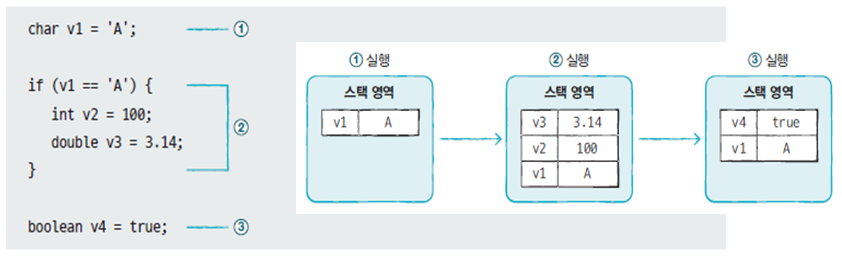 char v1 = 'A'; ①
if (v1 == 'A') {
int v2 = 100;
double v3 = 3.14;
}
②
boolean v4 = true; ③
① 실행
스택 영역
v1 A
② 실행
스택 영역
v3 3.14
v2 100
v1 A
③ 실행
스택 영역
v4 true
v1 A